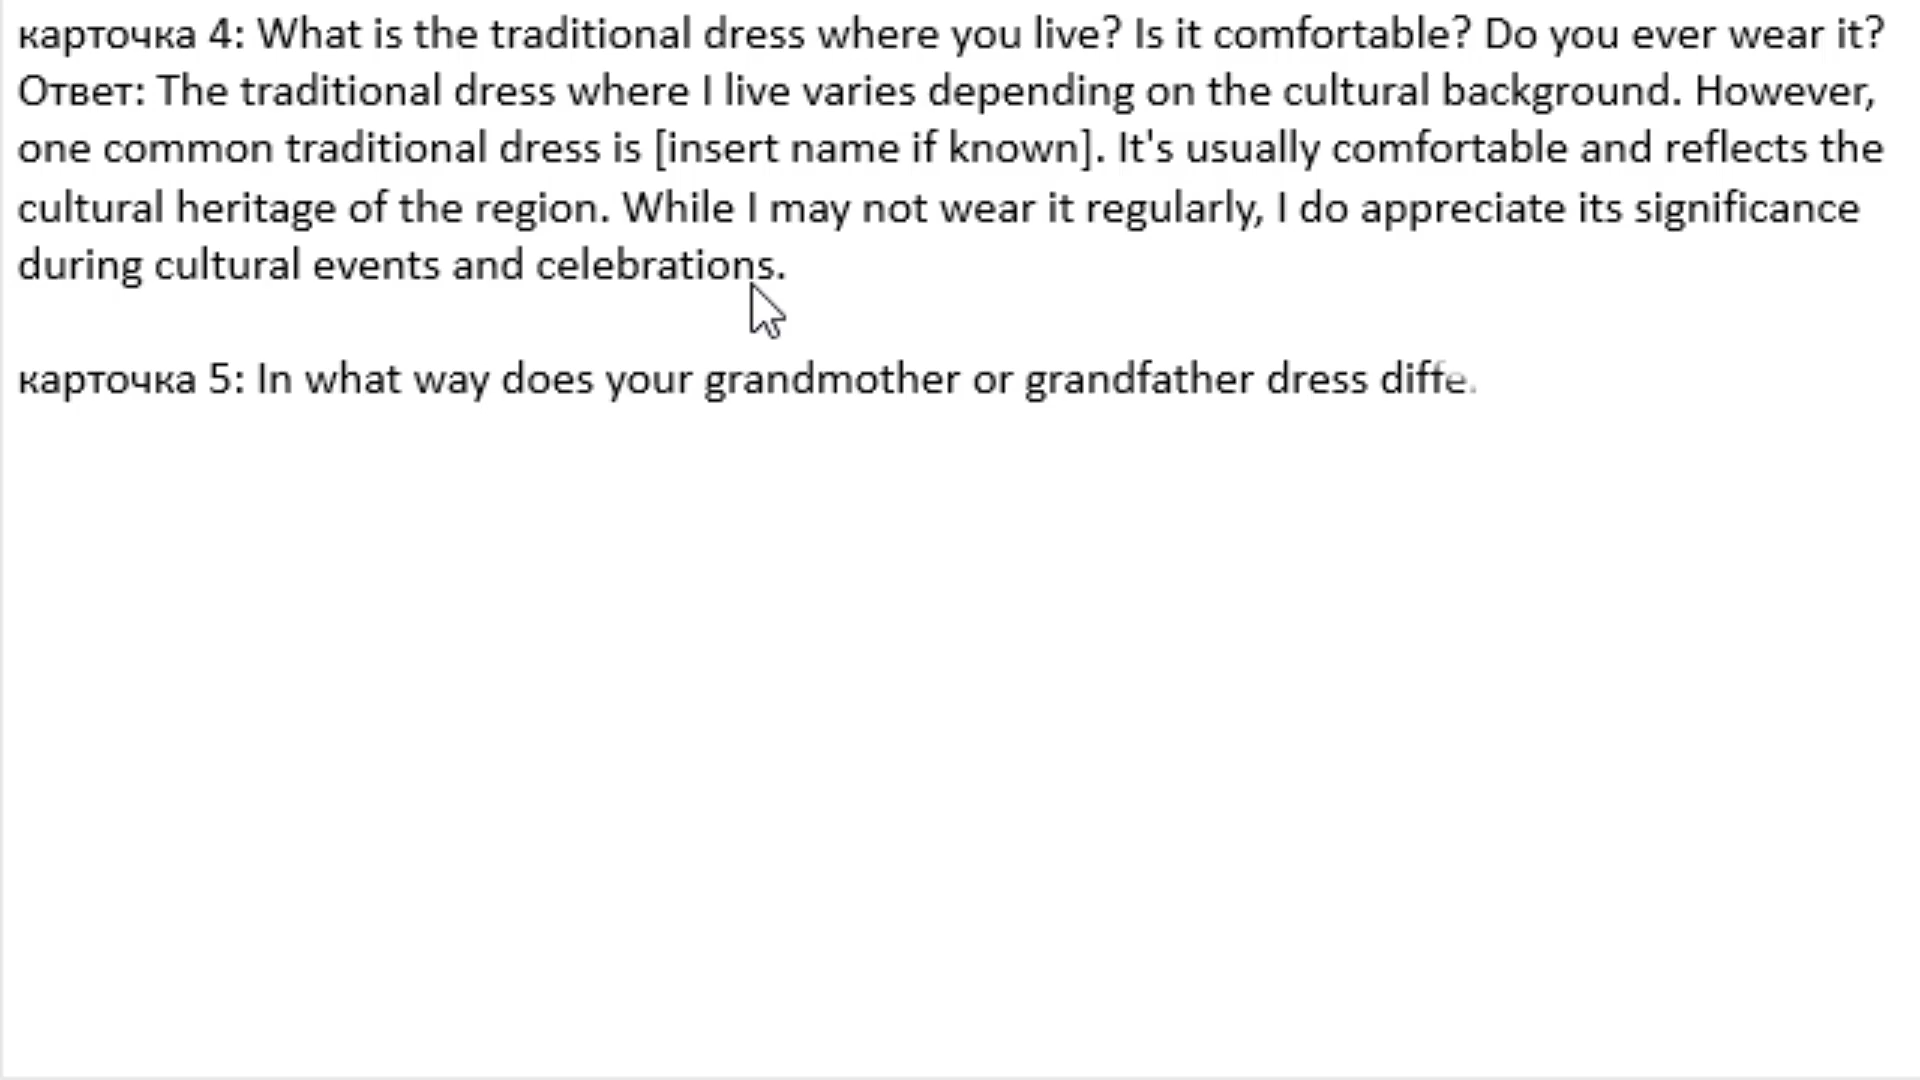 карточка 4: What is the traditional dress where you live? Is it comfortable? Do you ever wear it?
Ответ: The traditional dress where I live varies depending on the cultural background. However,
one common traditional dress is [insert name if known]. It's usually comfortable and reflects the
cultural heritage of the region. While I may not wear it regularly, I do appreciate its significance
during cultural events and celebrations.
карточка 5: In what way does your grandmother or grandfather dress diffe.